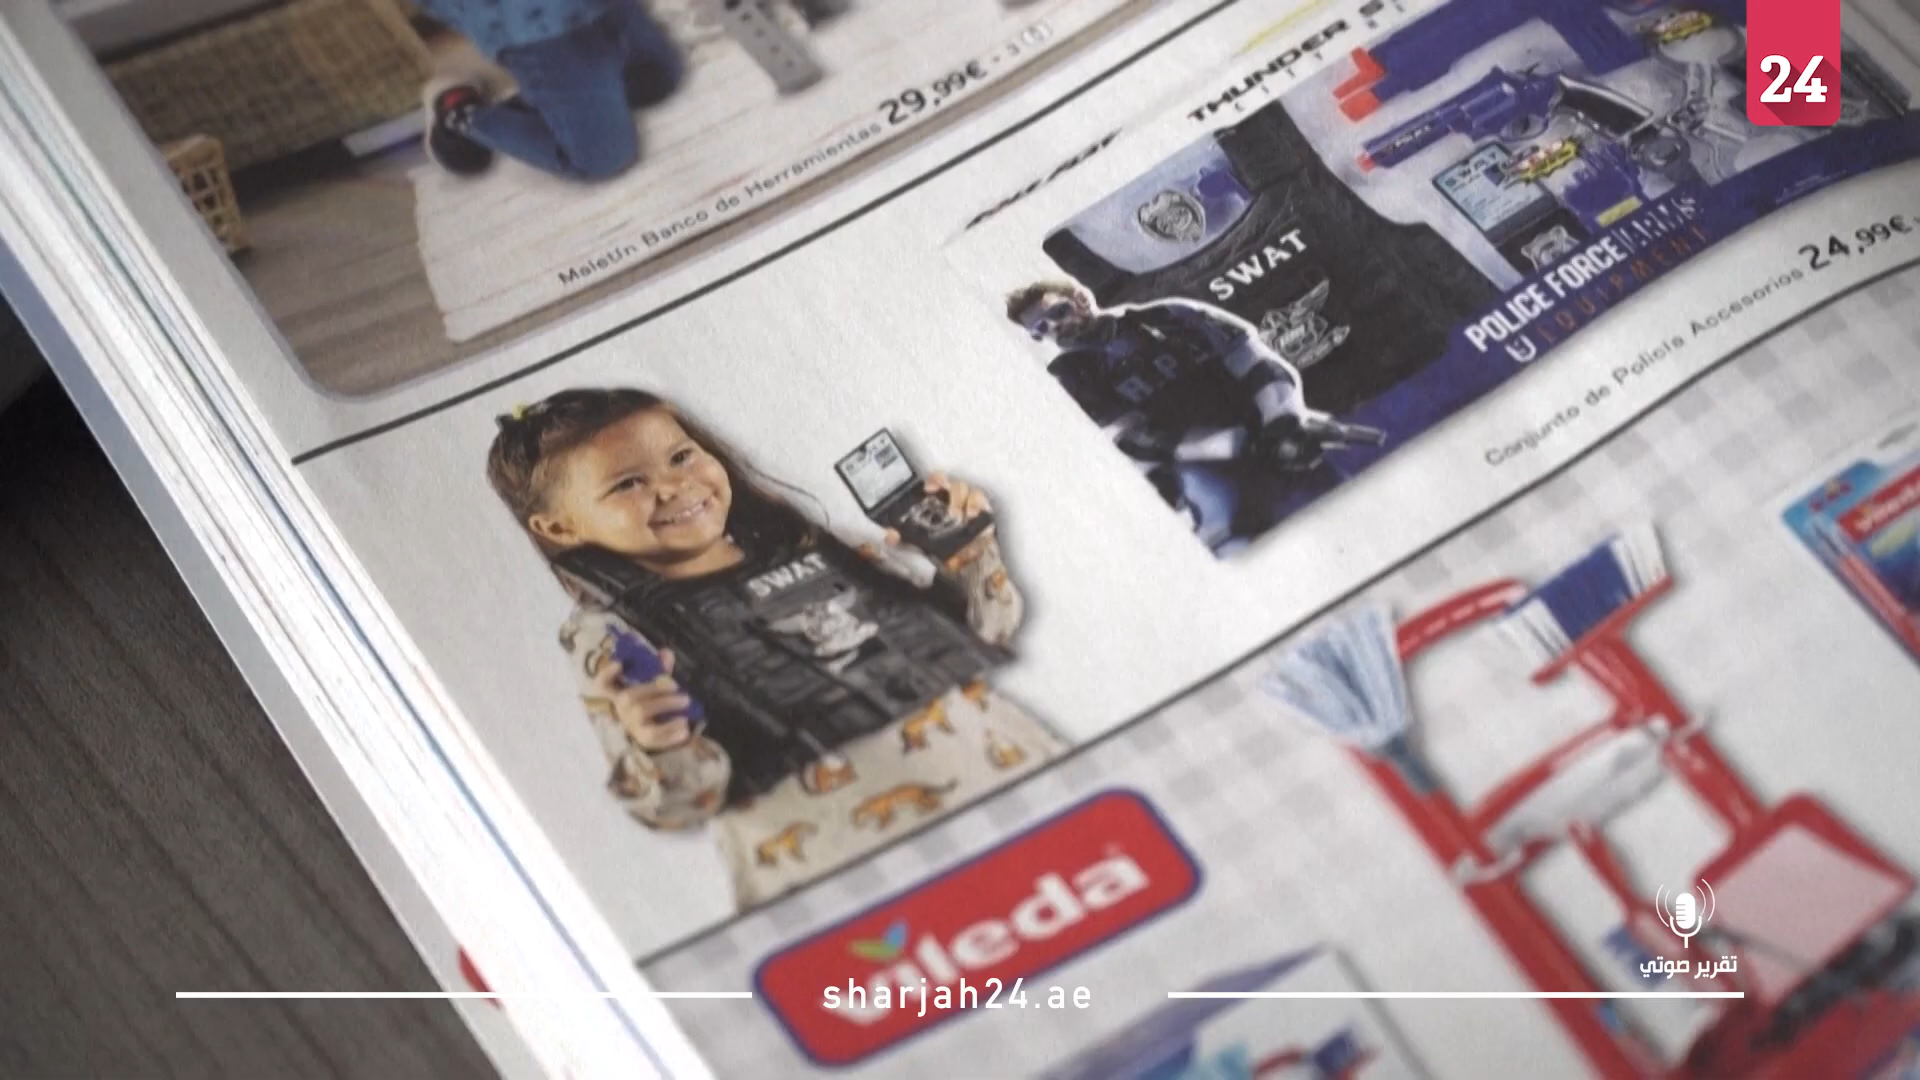 24
Maletín Banco de Herramientas 29,99€ - 3
THUNDER
SWAT
SWAT
POLICE FORCE
EQUIPMENT
Conjunto de Policía Accesorios 24,99€
SWAT
vileda
تقرير صوتي
sharjah24.ae